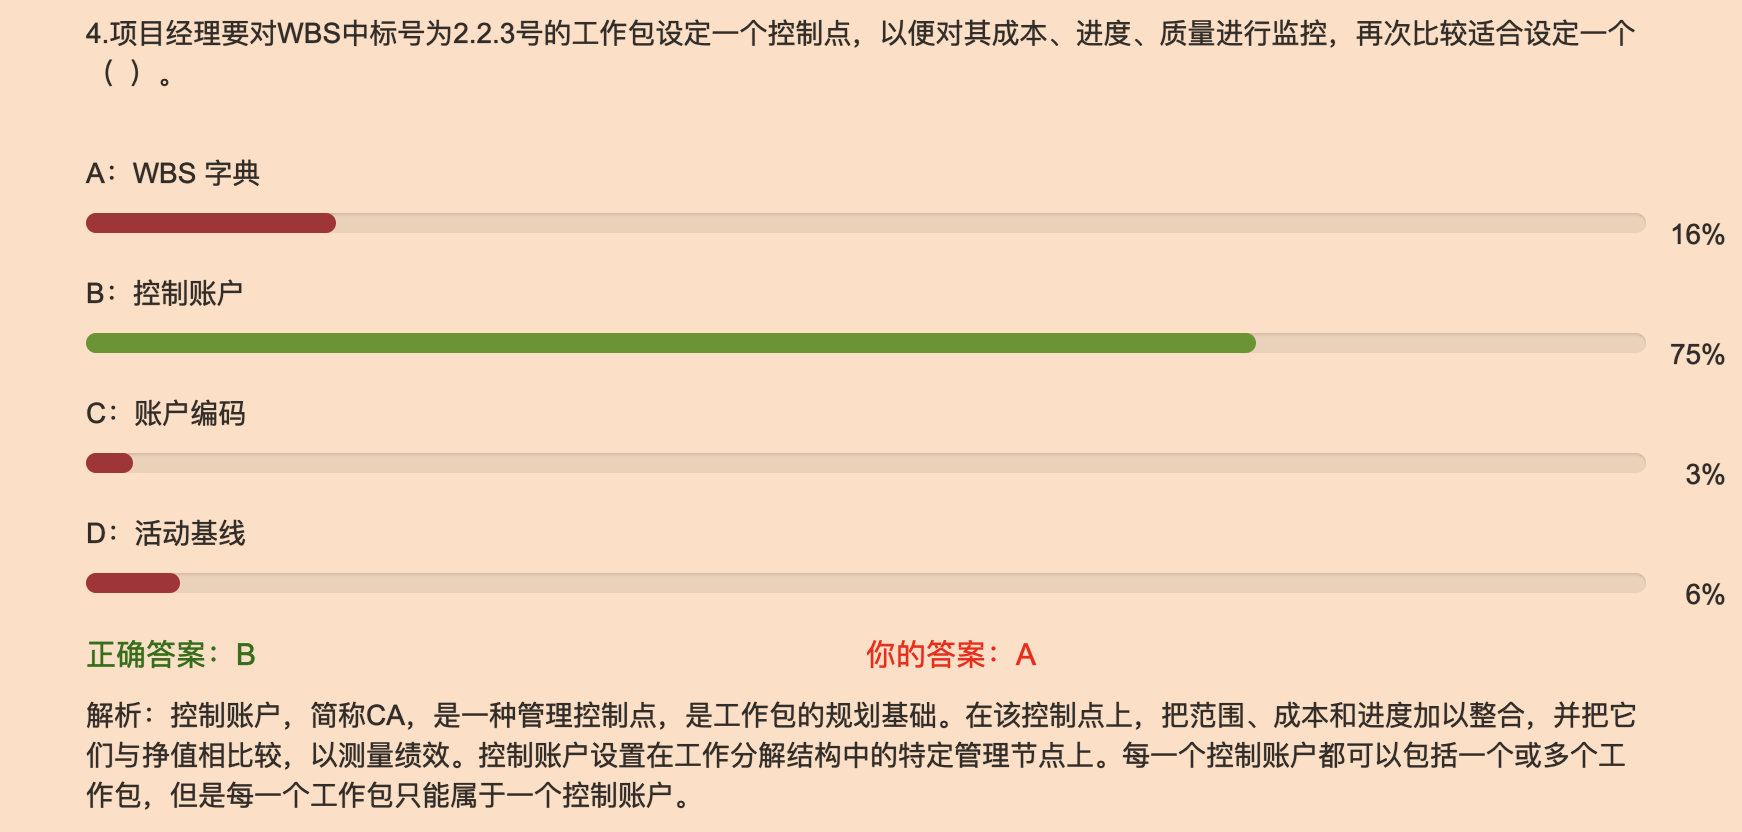 4.项目经理要对WBS中标号为2.2.3号的工作包设定一个控制点，以便对其成本、进度、质量进行监控，再次比较适合设定一个
（ ）。
A：WBS 字典
16%
B：控制账户
75%
C：账户编码
3%
D：活动基线
6%
正确答案：B 你的答案：A
解析：控制账户，简称CA，是一种管理控制点，是工作包的规划基础。在该控制点上，把范围、成本和进度加以整合，并把它
们与挣值相比较，以测量绩效。控制账户设置在工作分解结构中的特定管理节点上。每一个控制账户都可以包括一个或多个工
作包，但是每一个工作包只能属于一个控制账户。